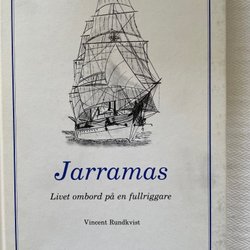 Jarramas
Livet ombord på en fullriggare
Vincent Rundkvist